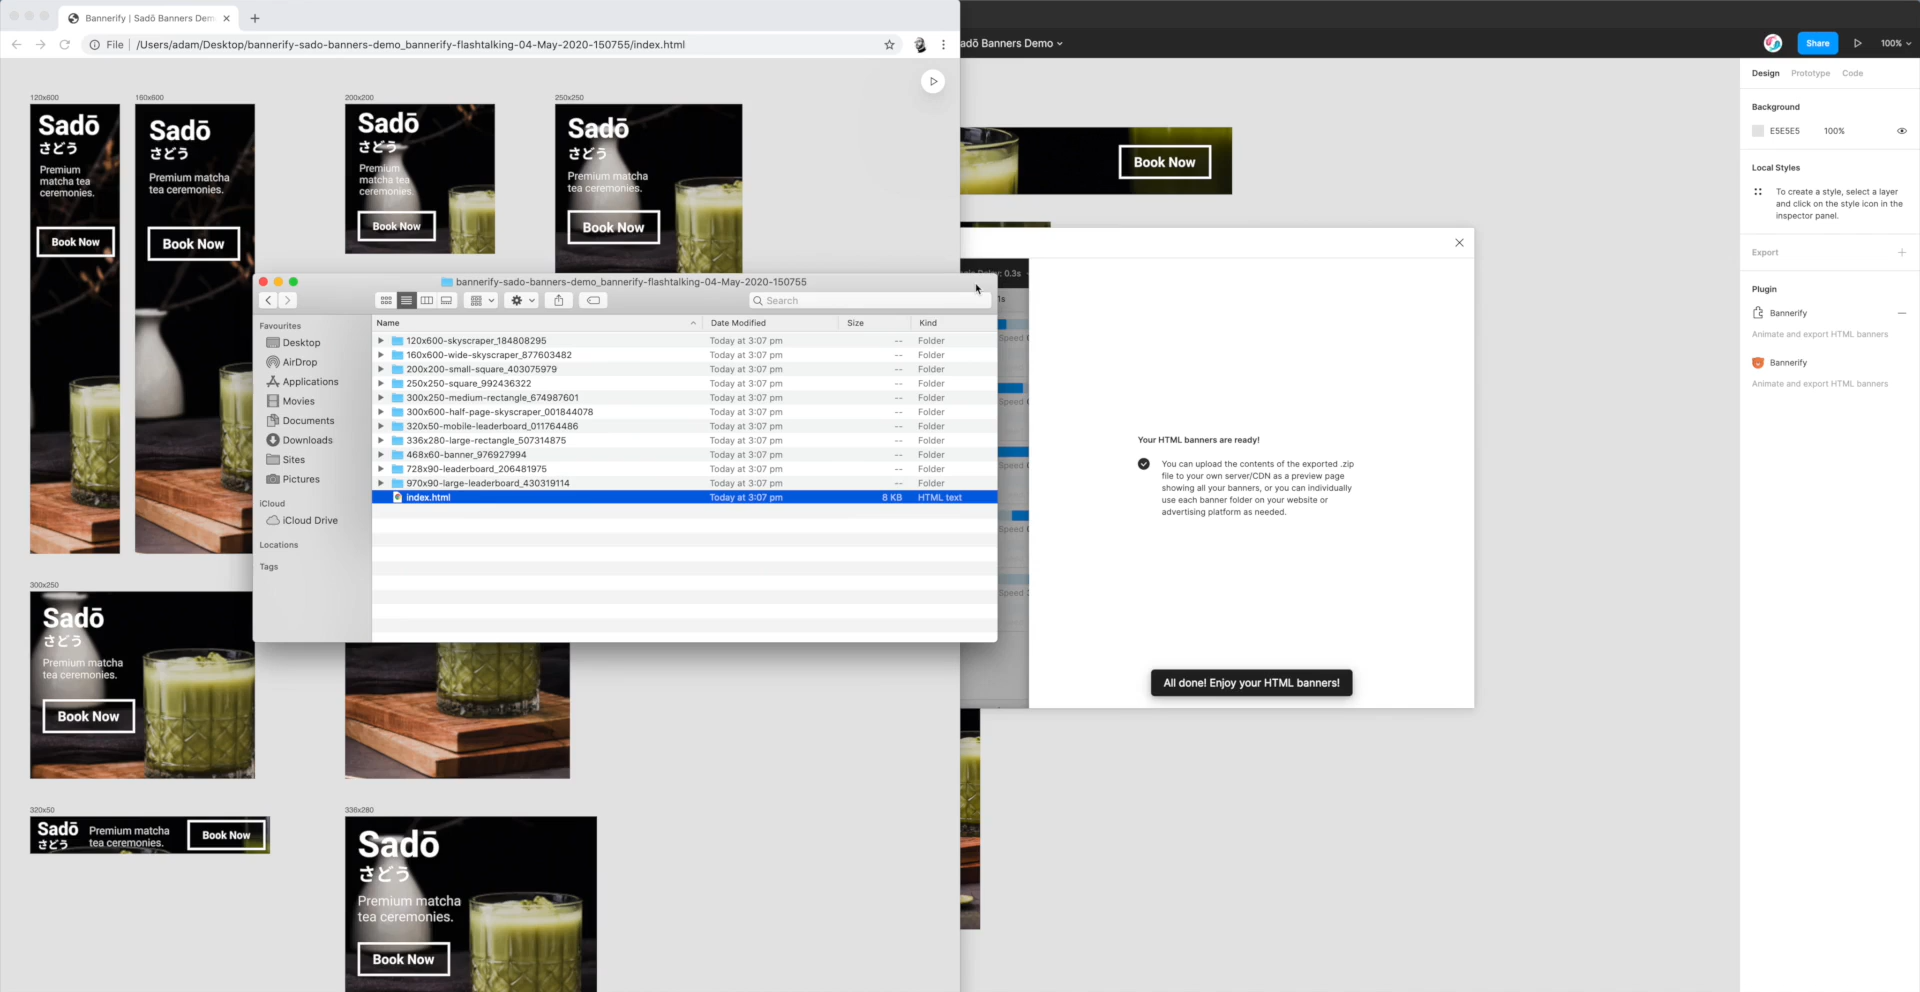 Bannerify | Sadō Banners Dem
File
/Users/adam/Desktop/bannerify-sado-banners-demo_bannerify-flashtalking-04-May-2020-150755/index.html
adō Banners Demo
Share
100%
120x600
Sadō
さどう
Premium
matcha tea
ceremonies.
Book Now
160x600
Sadō
さどう
Premium matcha
tea ceremonies.
Book Now
200x200
Sadō
さどう
Premium
matcha tea
ceremonies.
Book Now
250x250
Sadō
さどう
Premium matcha
tea ceremonies.
Book Now
Book Now
bannerify-sado-banners-demo_bannerify-flashtalking-04-May-2020-150755
Search
Favourites
Desktop
AirDrop
Applications
Movies
Documents
Downloads
Sites
Pictures
iCloud
iCloud Drive
Locations
Tags
Name Date Modified Size Kind
120x600-skyscraper_184808295 Today at 3:07 pm -- Folder
160x600-wide-skyscraper_877603482 Today at 3:07 pm -- Folder
200x200-small-square_403075979 Today at 3:07 pm -- Folder
250x250-square_992436322 Today at 3:07 pm -- Folder
300x250-medium-rectangle_674987601 Today at 3:07 pm -- Folder
300x600-half-page-skyscraper_001844078 Today at 3:07 pm -- Folder
320x50-mobile-leaderboard_011764486 Today at 3:07 pm -- Folder
336x280-large-rectangle_507314875 Today at 3:07 pm -- Folder
468x60-banner_976927994 Today at 3:07 pm -- Folder
728x90-leaderboard_206481975 Today at 3:07 pm -- Folder
970x90-large-leaderboard_430319114 Today at 3:07 pm -- Folder
index.html Today at 3:07 pm 8 KB HTML text
300x250
Sadō
さどう
Premium matcha
tea ceremonies.
Book Now
320x50
Sadō
さどう
Premium matcha
tea ceremonies.
Book Now
336x280
Sadō
さどう
Premium matcha
tea ceremonies.
Book Now
Delay: 0.3s
1s
Speed
Speed
Speed
Speed
Speed
Your HTML banners are ready!
You can upload the contents of the exported .zip
file to your own server/CDN as a preview page
showing all your banners, or you can individually
use each banner folder on your website or
advertising platform as needed.
All done! Enjoy your HTML banners!
Design Prototype Code
Background
E5E5E5 100%
Local Styles
To create a style, select a layer
and click on the style icon in the
inspector panel.
Export
Plugin
Bannerify
Animate and export HTML banners
Bannerify
Animate and export HTML banners